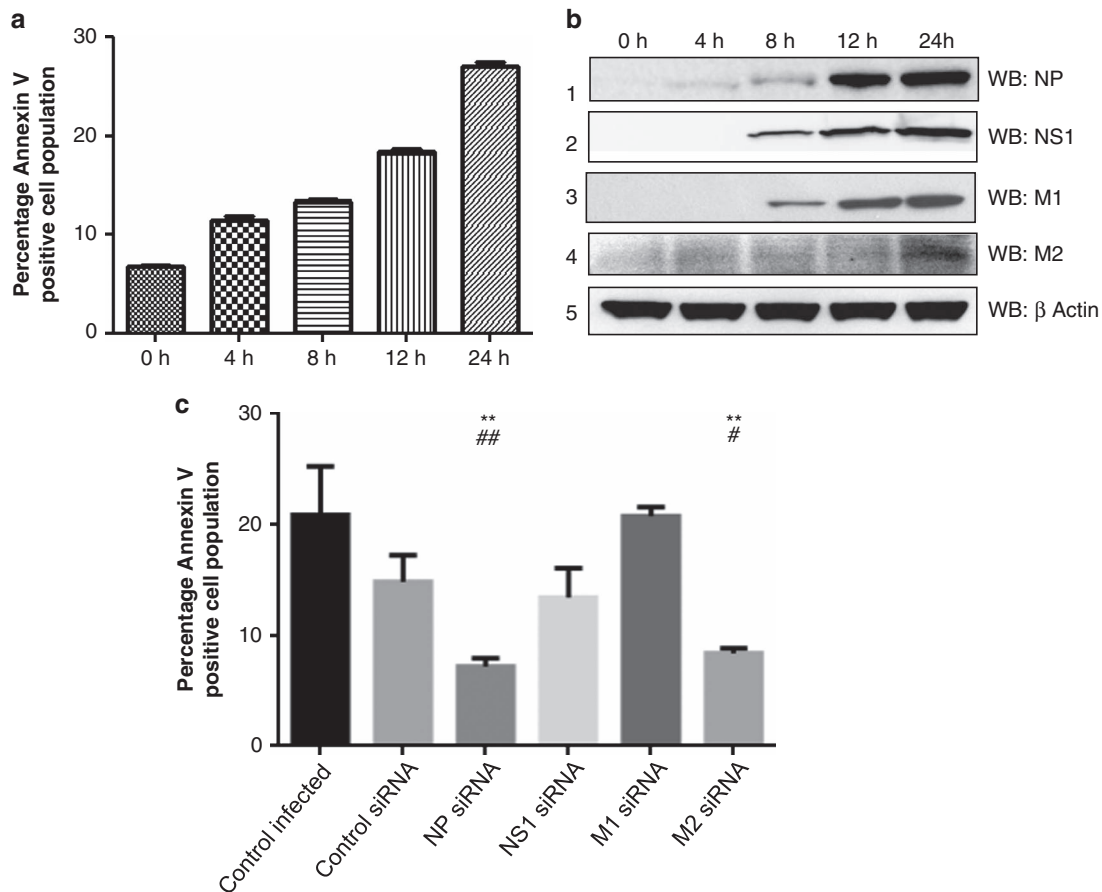 a
30
20
10
0
Percentage Annexin V
positive cell population
0 h
4 h
8 h
12 h
24 h
b
0 h 4 h 8 h 12 h 24h
1 WB: NP
2 WB: NS1
3 WB: M1
4 WB: M2
5 WB: β Actin
c
30
20
10
0
Percentage Annexin V
positive cell population
**
##
**
#
Control infected
Control siRNA
NP siRNA
NS1 siRNA
M1 siRNA
M2 siRNA